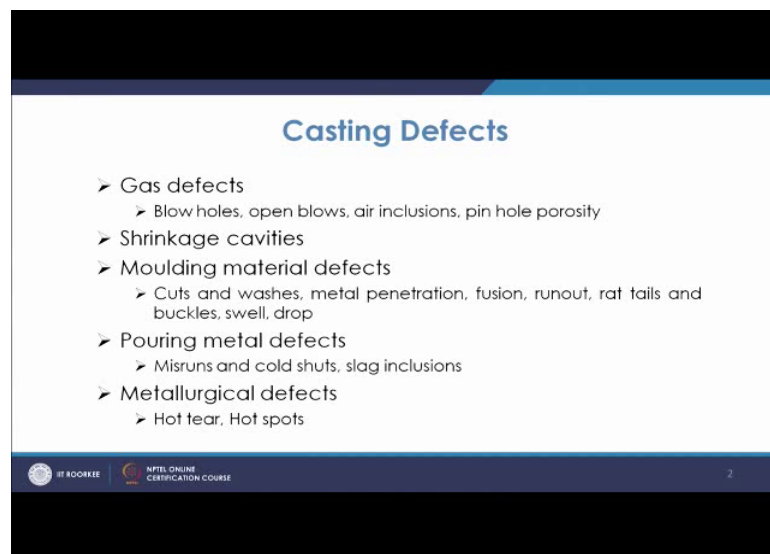 Casting Defects
➢ Gas defects
➢ Blow holes, open blows, air inclusions, pin hole porosity
➢ Shrinkage cavities
➢ Moulding material defects
➢ Cuts and washes, metal penetration, fusion, runout, rat tails and
buckles, swell, drop
➢ Pouring metal defects
➢ Misruns and cold shuts, slag inclusions
➢ Metallurgical defects
➢ Hot tear, Hot spots
IIT ROORKEE
NPTEL ONLINE
CERTIFICATION COURSE
2